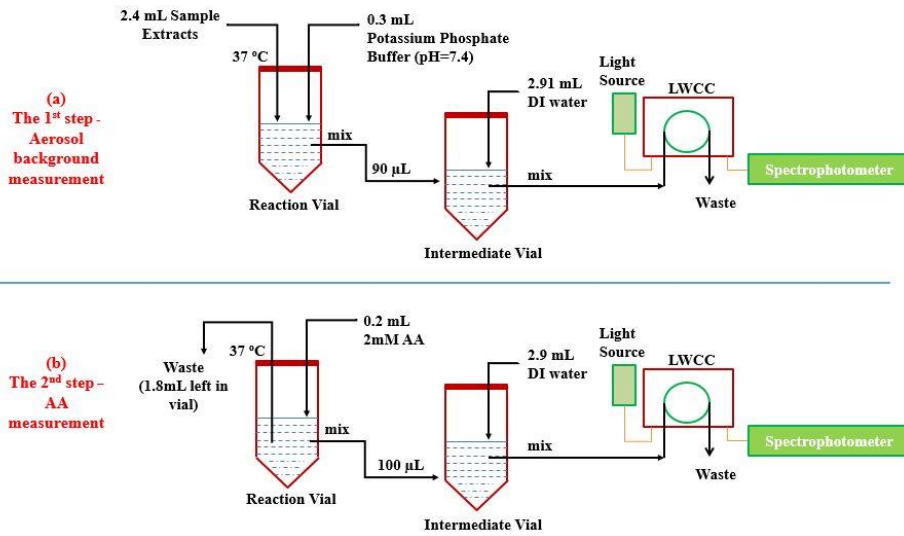 2.4 mL Sample
Extracts
0.3 mL
Potassium Phosphate
Buffer (pH=7.4)
37 ºC
(a)
The 1st step -
Aerosol
background
measurement
mix
90 µL
Reaction Vial
2.91 mL
DI water
mix
Intermediate Vial
Light
Source
LWCC
Spectrophotometer
Waste
(b)
The 2nd step –
AA
measurement
Waste
(1.8mL left in
vial)
37 ºC
0.2 mL
2mM AA
mix
100 µL
Reaction Vial
2.9 mL
DI water
mix
Intermediate Vial
Light
Source
LWCC
Spectrophotometer
Waste